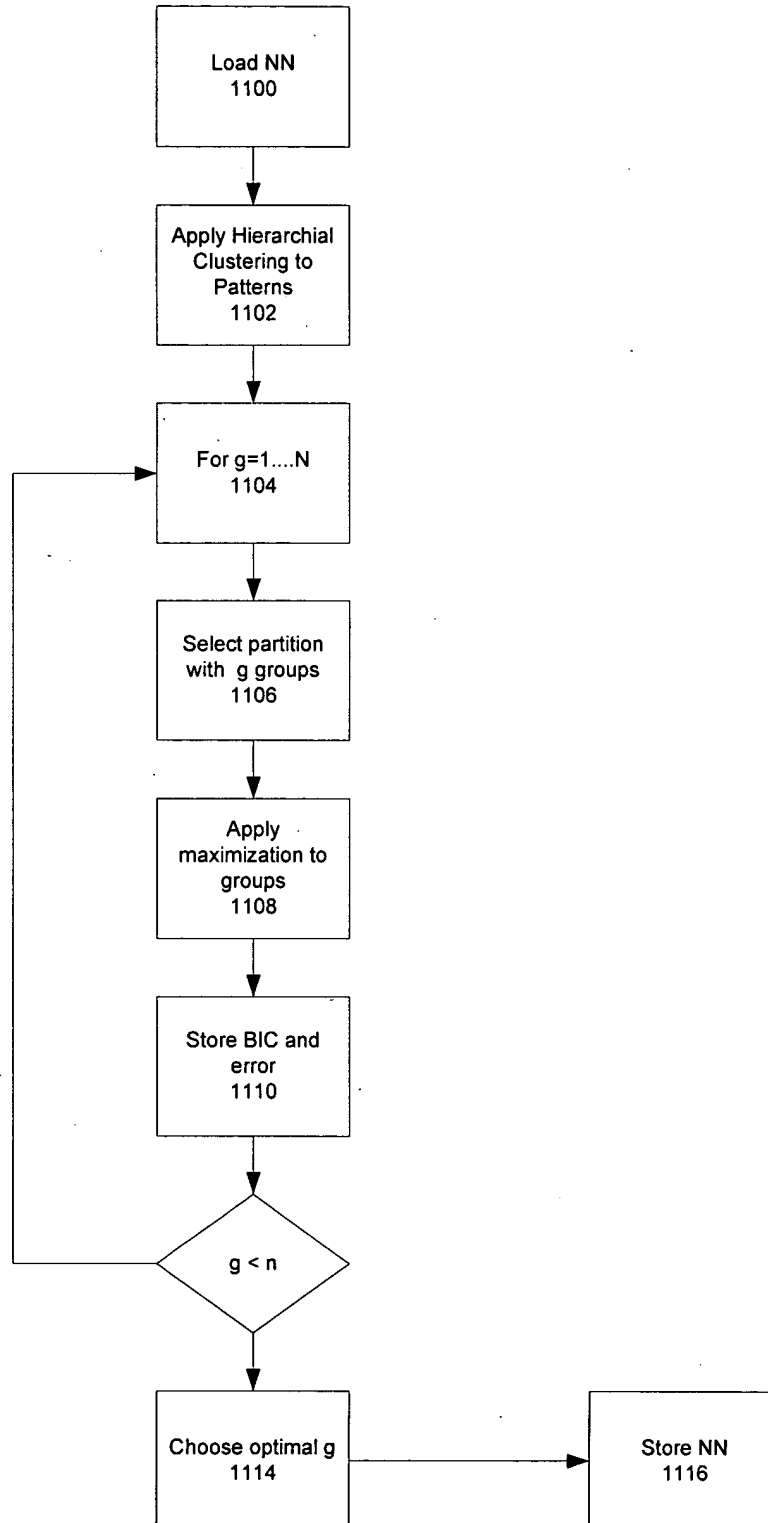 Load NN
1100
Apply Hierarchial
Clustering to
Patterns
1102
For g=1....N
1104
Select partition
with g groups
1106
Apply
maximization to
groups
1108
Store BIC and
error
1110
g < n
Choose optimal g
1114
Store NN
1116